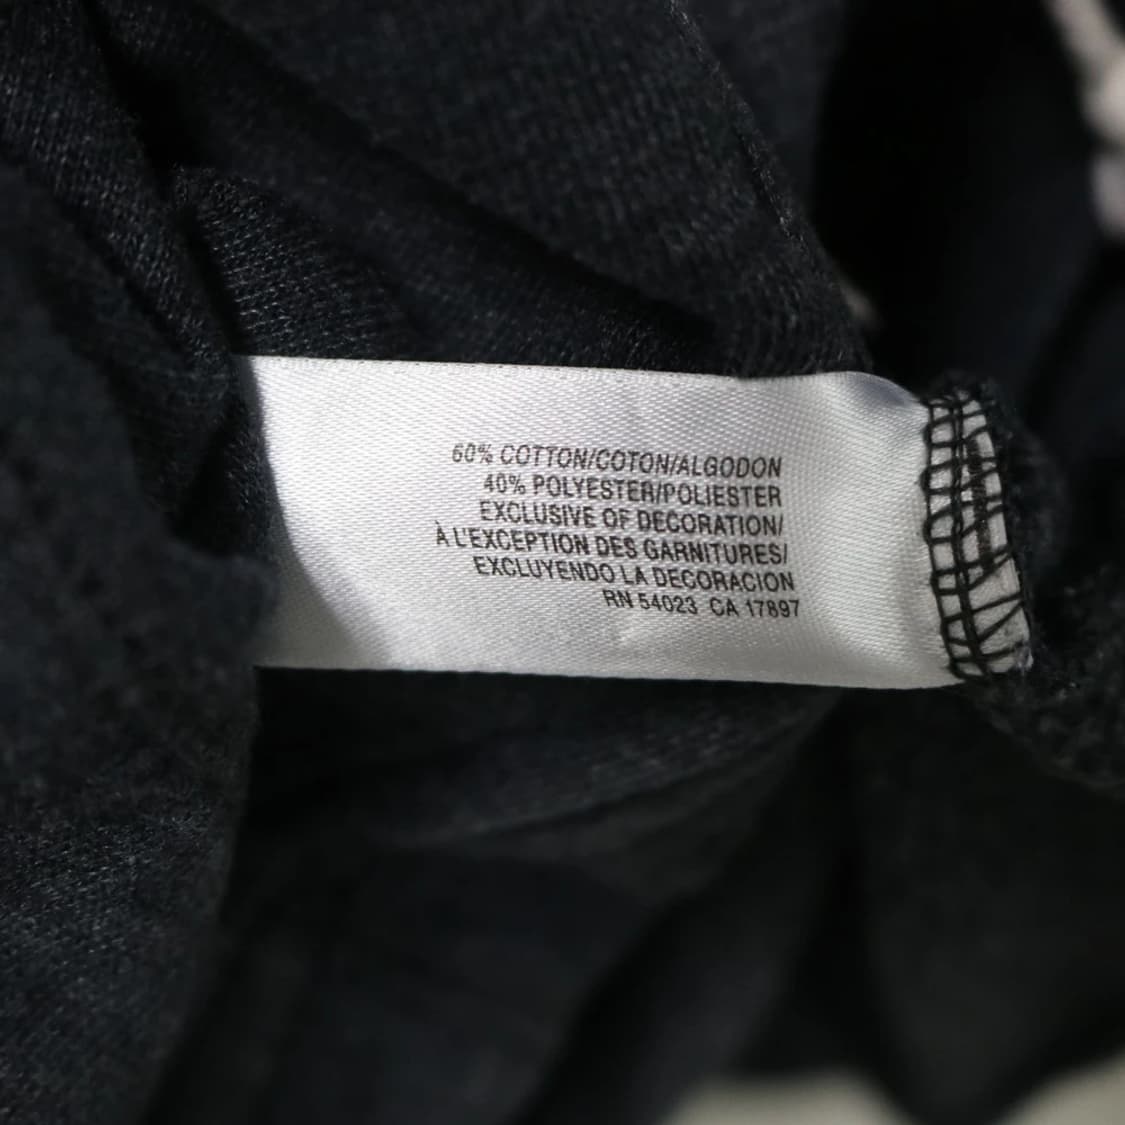 60% COTTON/COTON/ALGODON
40% POLYESTER/POLIESTER
EXCLUSIVE OF DECORATION/
À L'EXCEPTION DES GARNITURES/
EXCLUYENDO LA DECORACION
RN 54023 CA 17897